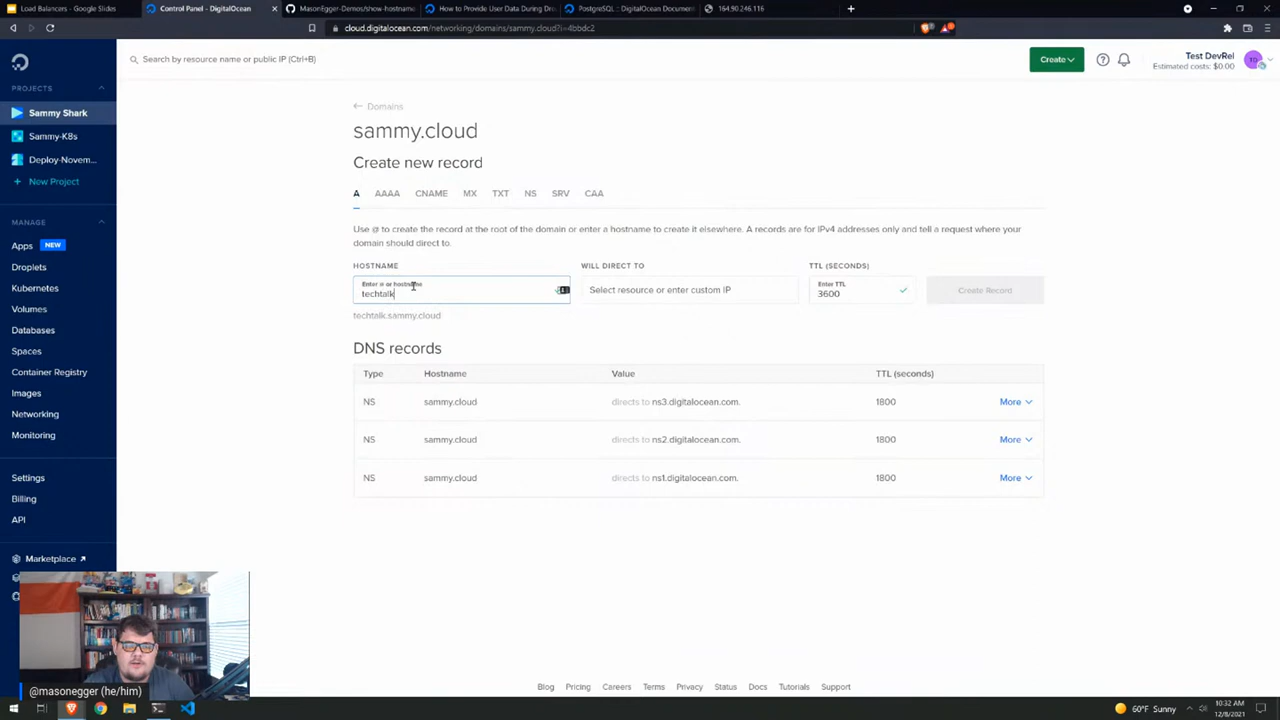 Load Balancers - Google Slides
Control Panel - DigitalOcean
MasonEgger-Demos/show-hostname
How to Provide User Data During Dro
PostgreSQL :: DigitalOcean Document
164.90.246.116
cloud.digitalocean.com/networking/domains/sammy.cloud?i=4bbdc2
Search by resource name or public IP (Ctrl+B)
Create
Test DevRel
Estimated costs: $0.00
TD
PROJECTS
Sammy Shark
Sammy-K8s
Deploy-Novem...
+ New Project
MANAGE
Apps NEW
Droplets
Kubernetes
Volumes
Databases
Spaces
Container Registry
Images
Networking
Monitoring
Settings
Billing
API
Marketplace
← Domains
sammy.cloud
Create new record
A AAAA CNAME MX TXT NS SRV CAA
Use @ to create the record at the root of the domain or enter a hostname to create it elsewhere. A records are for IPv4 addresses only and tell a request where your
domain should direct to.
HOSTNAME WILL DIRECT TO TTL (SECONDS)
Enter @ or hostname
techtalk
Select resource or enter custom IP
Enter TTL
3600
Create Record
techtalk.sammy.cloud
DNS records
Type Hostname Value TTL (seconds)
NS sammy.cloud directs to ns3.digitalocean.com. 1800 More
NS sammy.cloud directs to ns2.digitalocean.com. 1800 More
NS sammy.cloud directs to ns1.digitalocean.com. 1800 More
Blog Pricing Careers Terms Privacy Status Docs Tutorials Support
@masonegger (he/him)
60°F Sunny
10:32 AM
12/8/2021